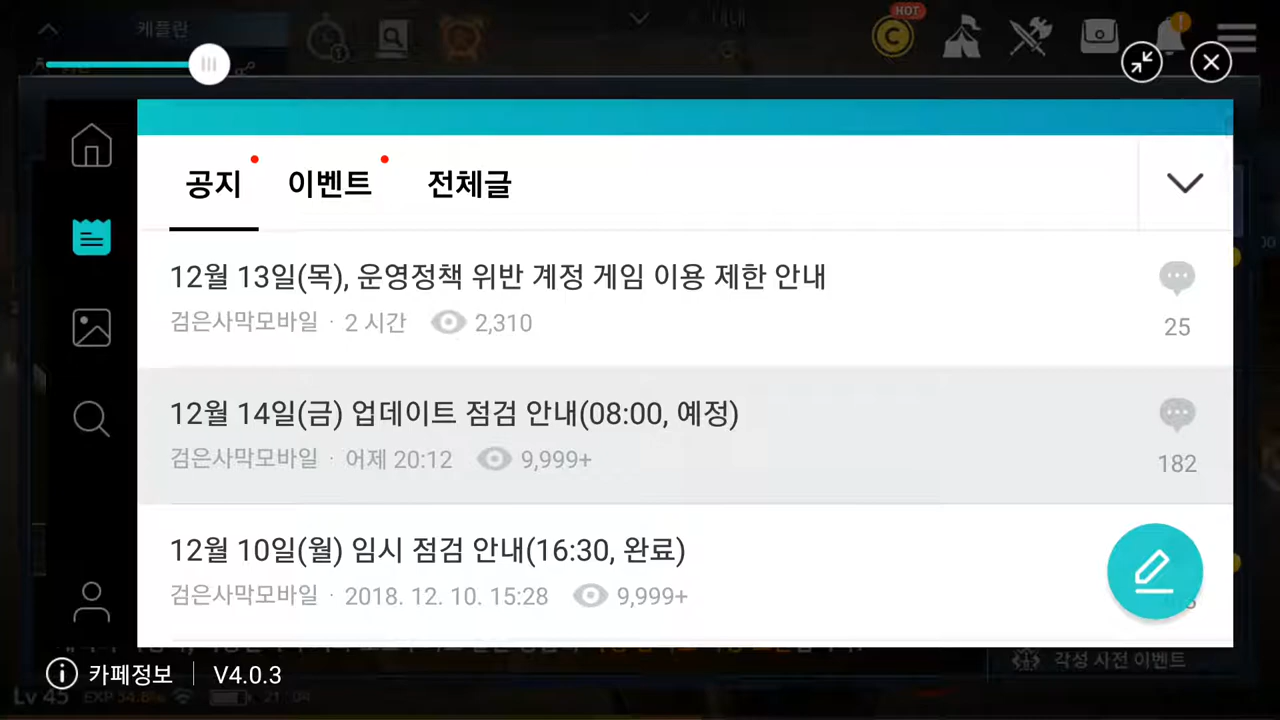 케플란
HOT
공지 이벤트 전체글
12월 13일(목), 운영정책 위반 계정 게임 이용 제한 안내
검은사막모바일 · 2 시간 2,310
25
12월 14일(금) 업데이트 점검 안내(08:00, 예정)
검은사막모바일 · 어제 20:12 9,999+
182
12월 10일(월) 임시 점검 안내(16:30, 완료)
검은사막모바일 · 2018. 12. 10. 15:28 9,999+
카페정보 V4.0.3
각성 사전 이벤트
Lv 45 EXP 34.8 21:04